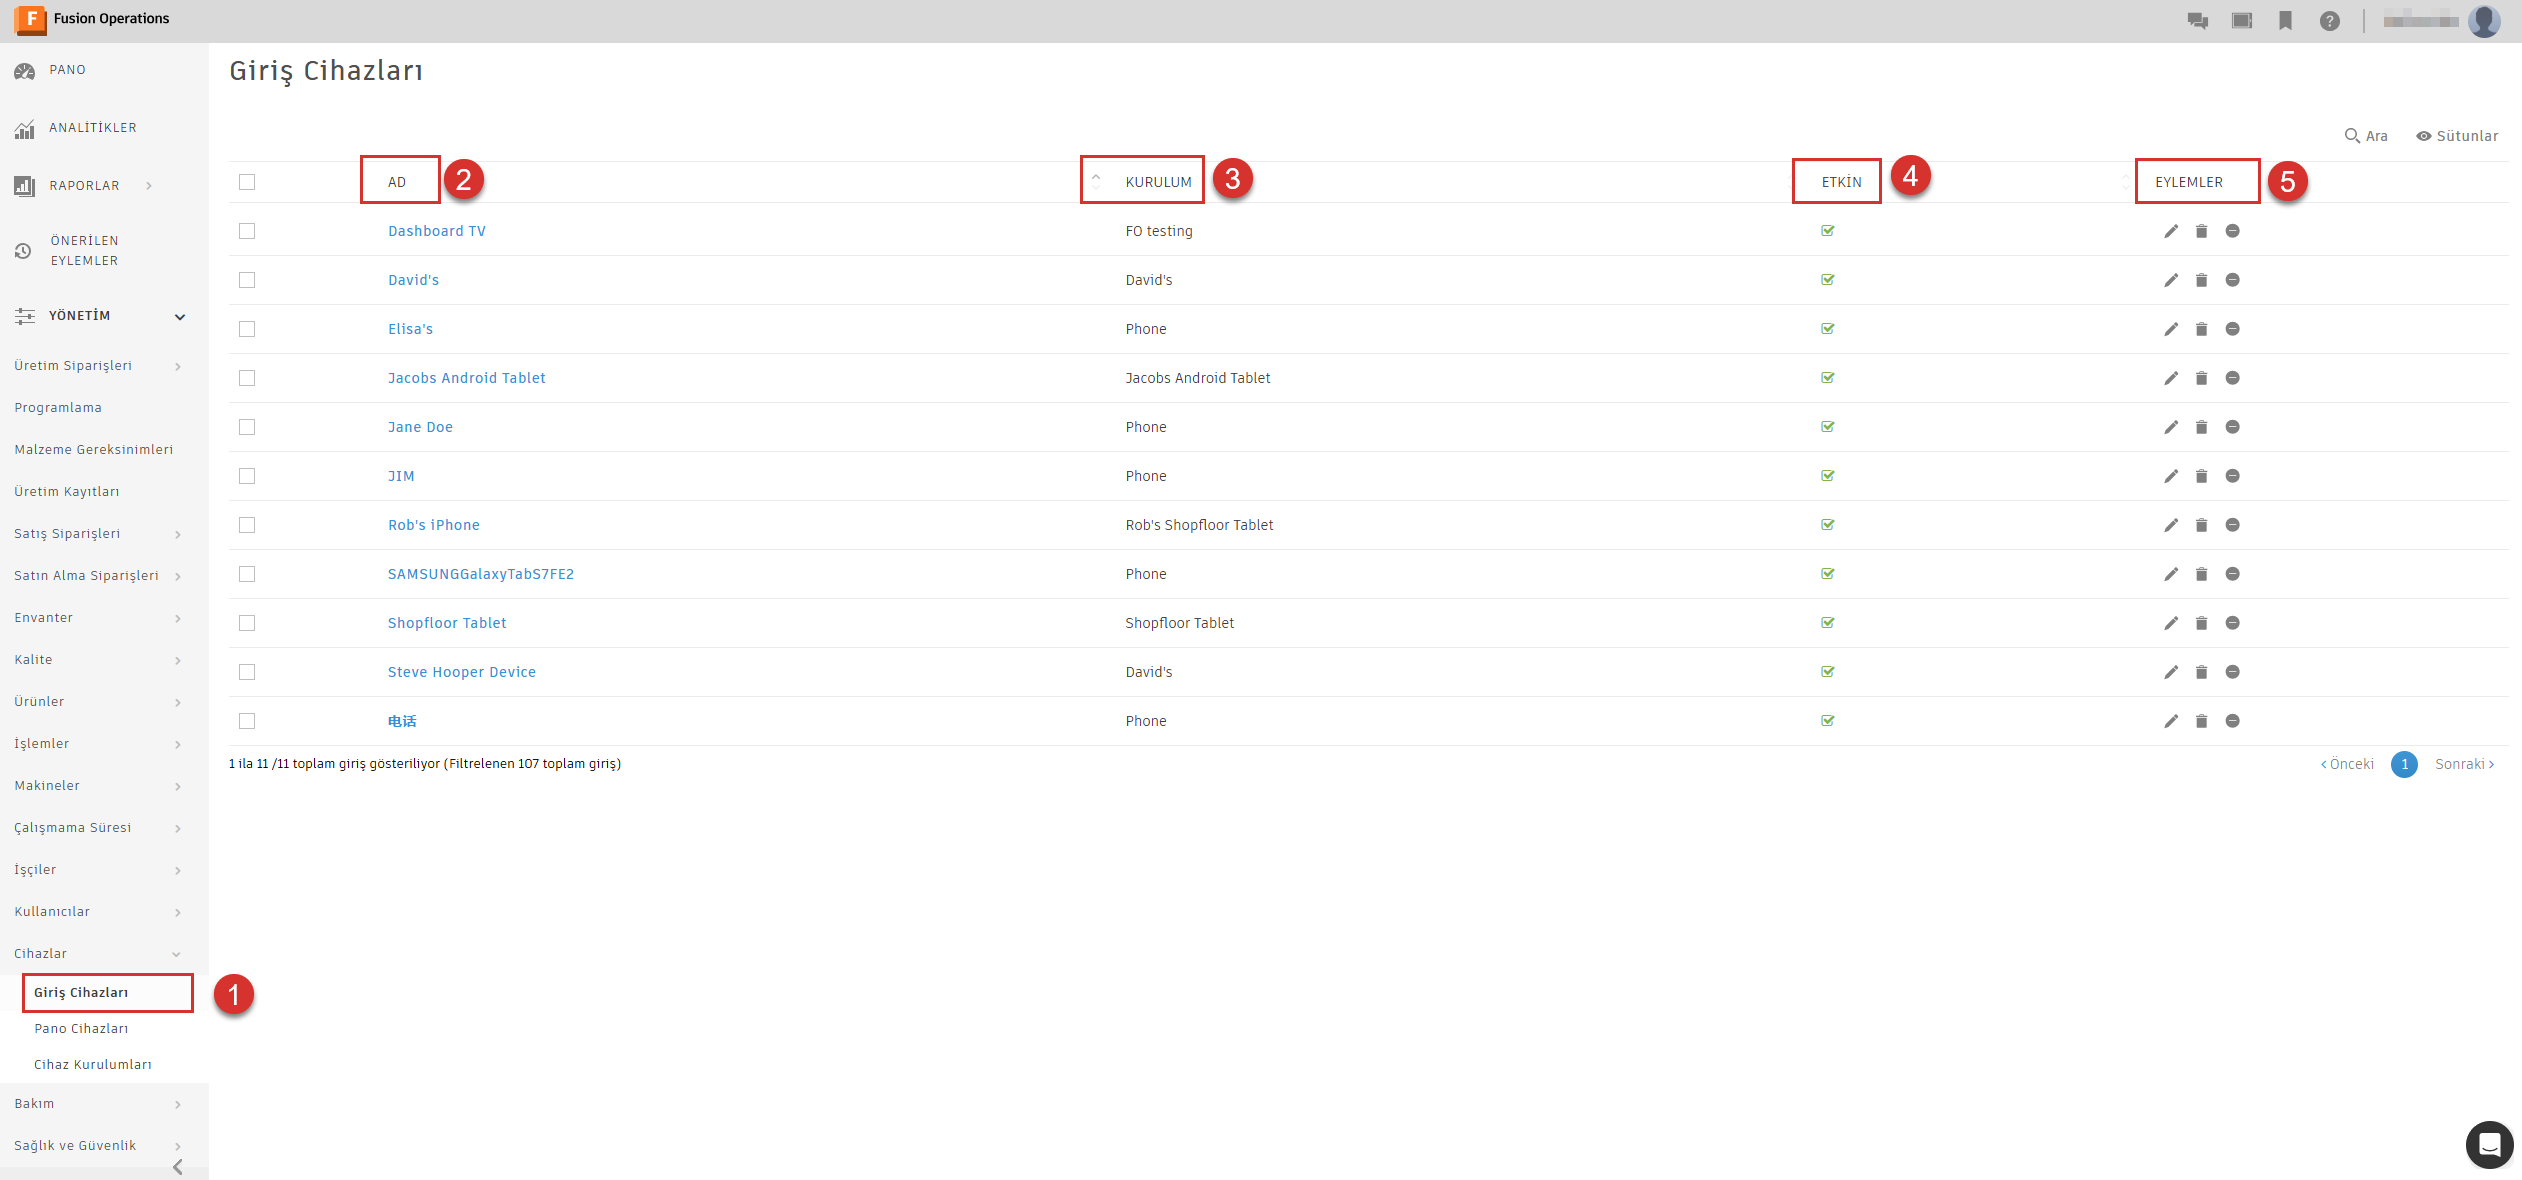 F Fusion Operations
PANO
ANALİTİKLER
RAPORLAR
ÖNERİLEN
EYLEMLER
YÖNETİM
Üretim Siparişleri
Programlama
Malzeme Gereksinimleri
Üretim Kayıtları
Satış Siparişleri
Satın Alma Siparişleri
Envanter
Kalite
Ürünler
İşlemler
Makineler
Çalışmama Süresi
İşçiler
Kullanıcılar
Cihazlar
Giriş Cihazları 1
Pano Cihazları
Cihaz Kurulumları
Bakım
Sağlık ve Güvenlik
Giriş Cihazları
Ara Sütunlar
AD 2 KURULUM 3 ETKİN 4 EYLEMLER 5
Dashboard TV FO testing
David's David's
Elisa's Phone
Jacobs Android Tablet Jacobs Android Tablet
Jane Doe Phone
JIM Phone
Rob's iPhone Rob's Shopfloor Tablet
SAMSUNGGalaxyTabS7FE2 Phone
Shopfloor Tablet Shopfloor Tablet
Steve Hooper Device David's
电话 Phone
1 ila 11 /11 toplam giriş gösteriliyor (Filtrelenen 107 toplam giriş) ‹ Önceki 1 Sonraki ›